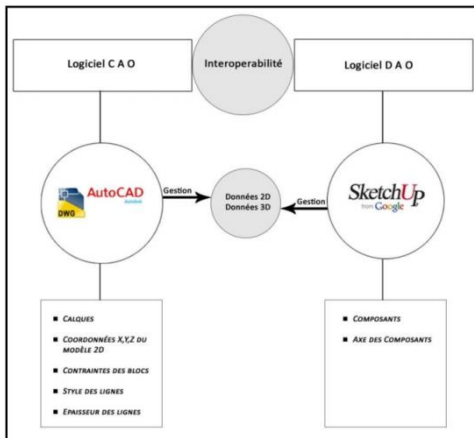 Logiciel C A O
Interoperabilité
Logiciel D A O
AutoCAD
Autodesk
DWG
Gestion
Données 2D
Données 3D
Gestion
SketchUp
from Google
CALQUES
COORDONNÉES X,Y,Z DU
MODÈLE 2D
CONTRAINTES DES BLOCS
STYLE DES LIGNES
EPAISSEUR DES LIGNES
COMPOSANTS
AXE DES COMPOSANTS